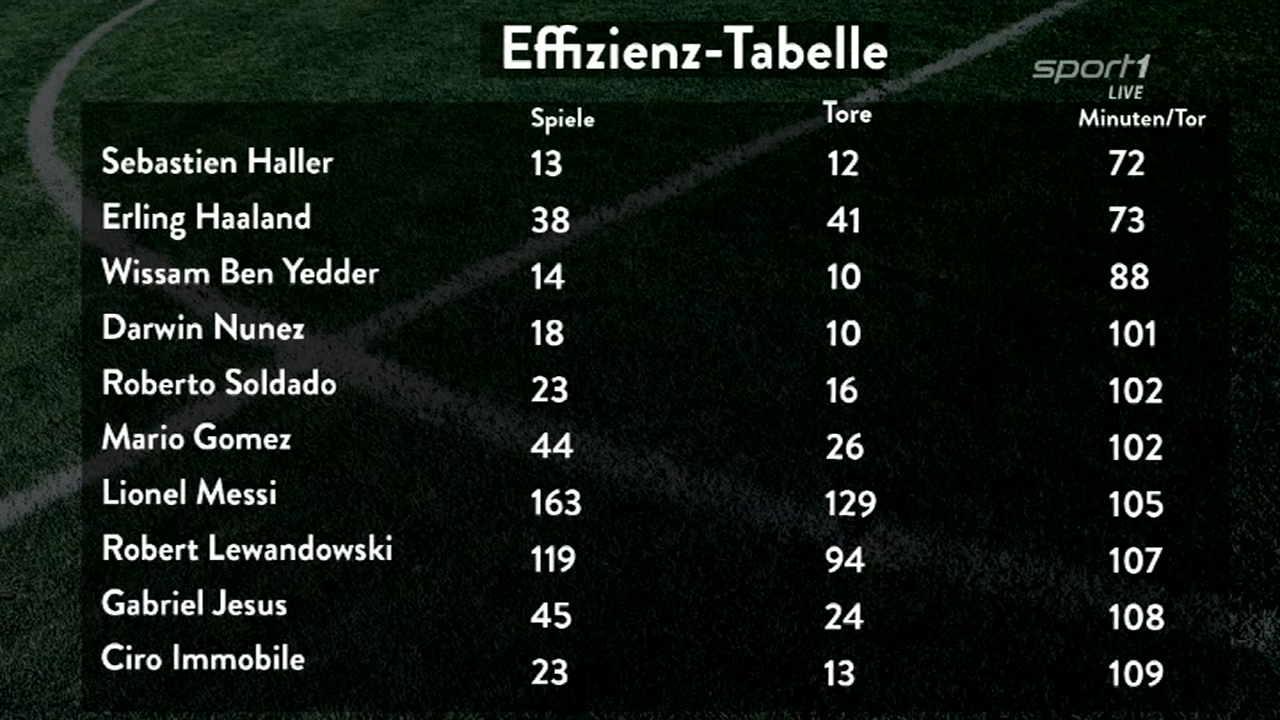 Effizienz-Tabelle
sport1
LIVE
Spiele Tore Minuten/Tor
Sebastien Haller 13 12 72
Erling Haaland 38 41 73
Wissam Ben Yedder 14 10 88
Darwin Nunez 18 10 101
Roberto Soldado 23 16 102
Mario Gomez 44 26 102
Lionel Messi 163 129 105
Robert Lewandowski 119 94 107
Gabriel Jesus 45 24 108
Ciro Immobile 23 13 109